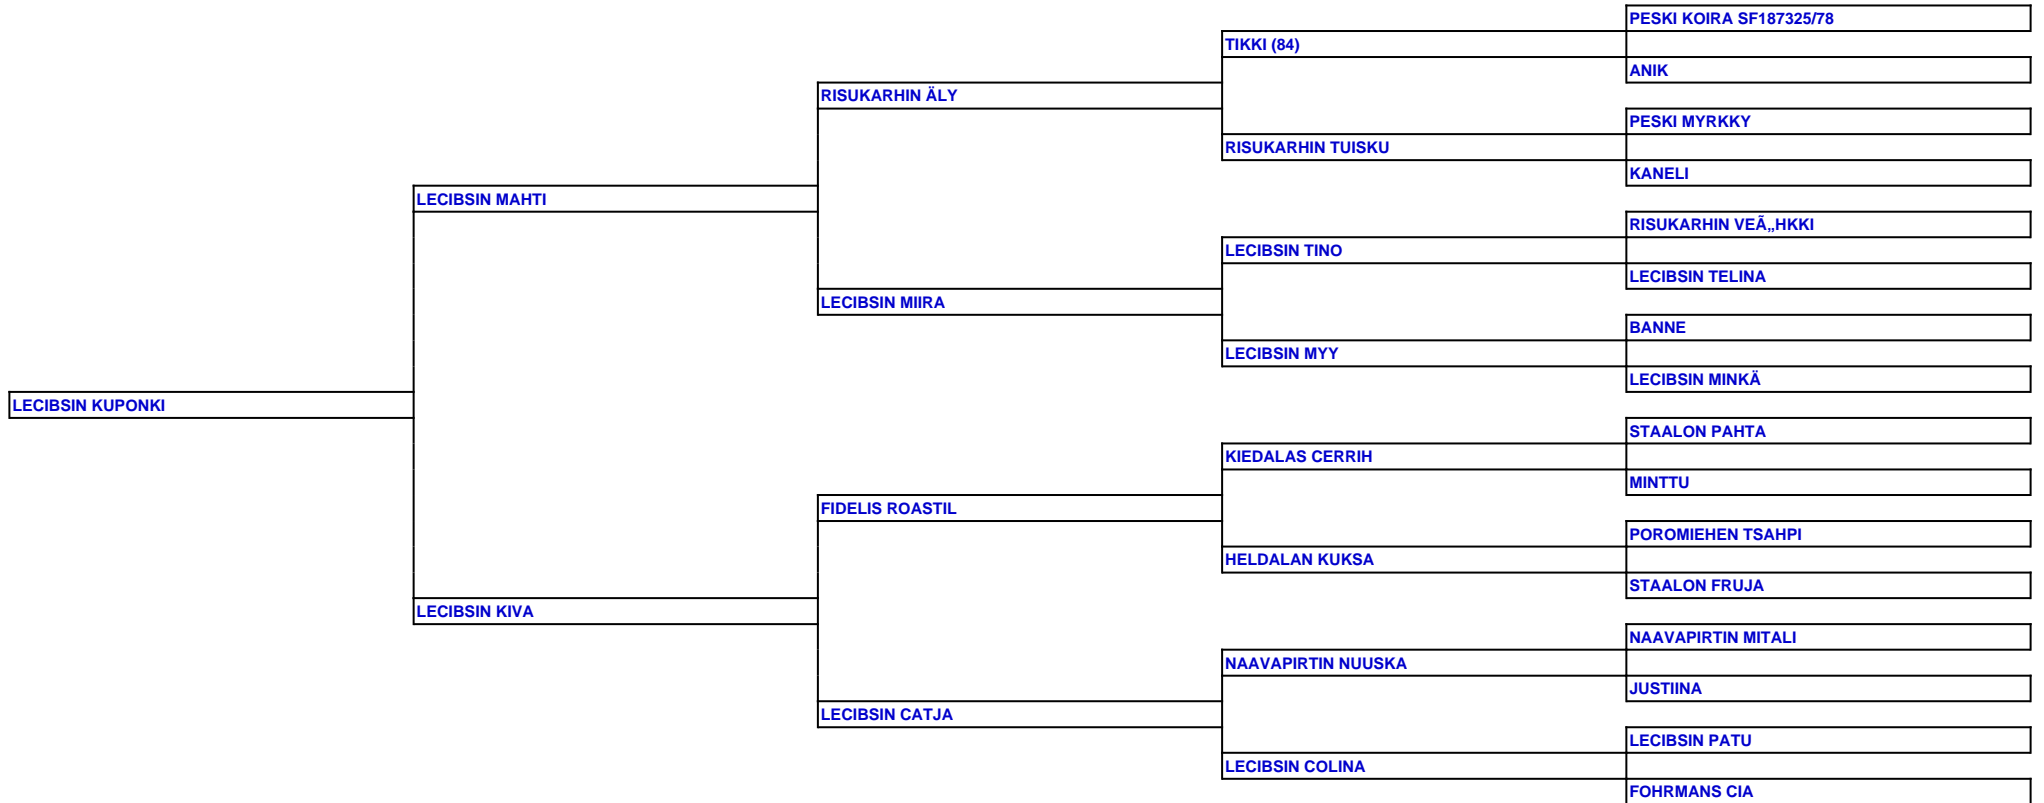 PESKI KOIRA SF187325/78
TIKKI (84)
ANIK
RISUKARHIN ÄLY
PESKI MYRKKY
RISUKARHIN TUISKU
KANELI
LECIBSIN MAHTI
RISUKARHIN VEÃ„HKKI
LECIBSIN TINO
LECIBSIN TELINA
LECIBSIN MIIRA
BANNE
LECIBSIN MYY
LECIBSIN MINKÄ
LECIBSIN KUPONKI
STAALON PAHTA
KIEDALAS CERRIH
MINTTU
FIDELIS ROASTIL
POROMIEHEN TSAHPI
HELDALAN KUKSA
STAALON FRUJA
LECIBSIN KIVA
NAAVAPIRTIN MITALI
NAAVAPIRTIN NUUSKA
JUSTIINA
LECIBSIN CATJA
LECIBSIN PATU
LECIBSIN COLINA
FOHRMANS CIA